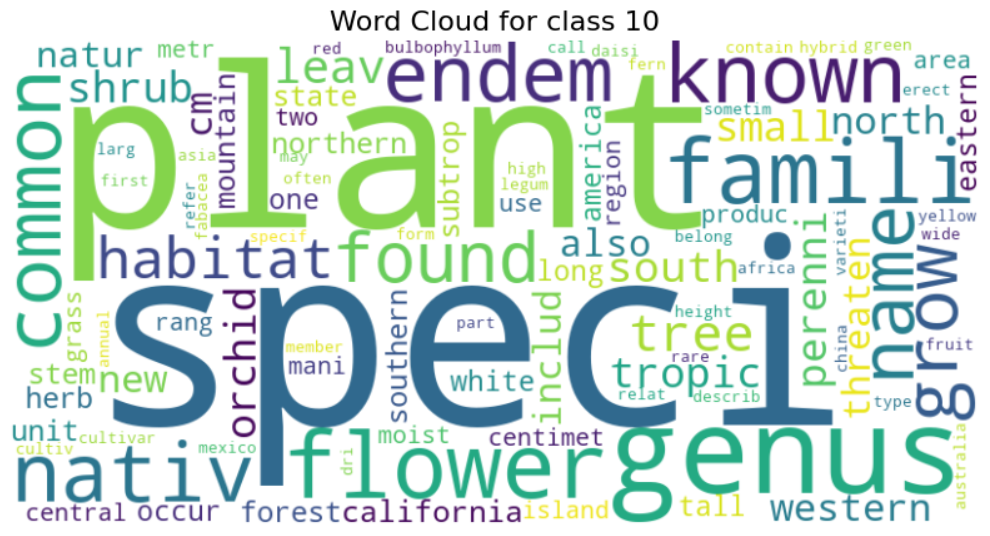 Word Cloud for class 10
natur metr red bulbophyllum call daisi contain hybrid green area
shrub leav endem known fern erect
common plant cm mountain state two sometim small north eastern
larg asia northern subtrop high america region famili
first refer fabacea one may often legum use
habitat specif found form also produc belong perenni varieti name yellow wide
long south africa threaten grow
speci rang orchid southern part includ tree height china fruit
grass annual member mani white tropic rare
stem new relat describ type
herb
unit cultivar moist centimet genus
cultiv nativ mexico flower dri australia
central occur forest california island tall western